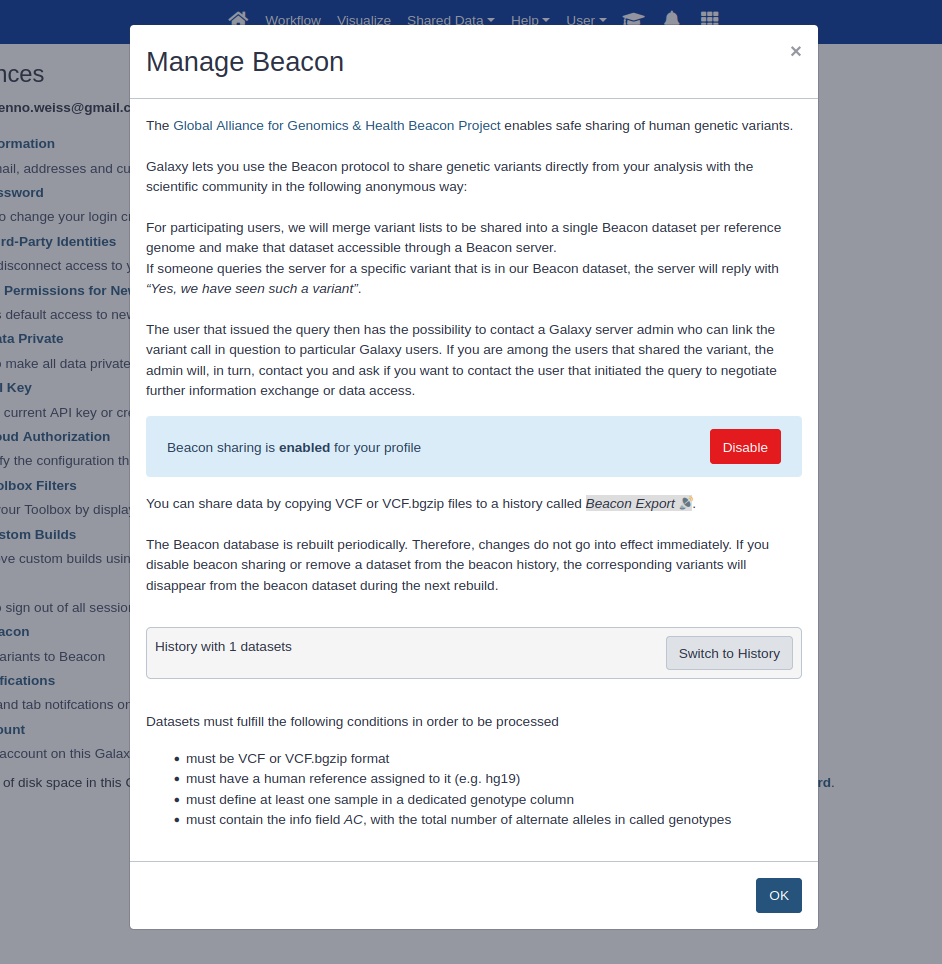 Workflow Visualize Shared Data Help User
Manage Beacon
×
The Global Alliance for Genomics & Health Beacon Project enables safe sharing of human genetic variants.
Galaxy lets you use the Beacon protocol to share genetic variants directly from your analysis with the
scientific community in the following anonymous way:
For participating users, we will merge variant lists to be shared into a single Beacon dataset per reference
genome and make that dataset accessible through a Beacon server.
If someone queries the server for a specific variant that is in our Beacon dataset, the server will reply with
“Yes, we have seen such a variant”.
The user that issued the query then has the possibility to contact a Galaxy server admin who can link the
variant call in question to particular Galaxy users. If you are among the users that shared the variant, the
admin will, in turn, contact you and ask if you want to contact the user that initiated the query to negotiate
further information exchange or data access.
Beacon sharing is enabled for your profile
Disable
You can share data by copying VCF or VCF.bgzip files to a history called Beacon Export 📡.
The Beacon database is rebuilt periodically. Therefore, changes do not go into effect immediately. If you
disable beacon sharing or remove a dataset from the beacon history, the corresponding variants will
disappear from the beacon dataset during the next rebuild.
History with 1 datasets
Switch to History
Datasets must fulfill the following conditions in order to be processed
• must be VCF or VCF.bgzip format
• must have a human reference assigned to it (e.g. hg19)
• must define at least one sample in a dedicated genotype column
• must contain the info field AC, with the total number of alternate alleles in called genotypes
OK
nces
enno.weiss@gmail.c
ormation
nail, addresses and cu
ssword
o change your login c
rd-Party Identities
disconnect access to y
Permissions for New
s default access to new
ata Private
o make all data private
I Key
current API key or cre
oud Authorization
fy the configuration th
olbox Filters
your Toolbox by displa
stom Builds
ve custom builds usin
o sign out of all session
acon
ariants to Beacon
ifications
and tab notifcations on
ount
account on this Galax
of disk space in this G
rd.